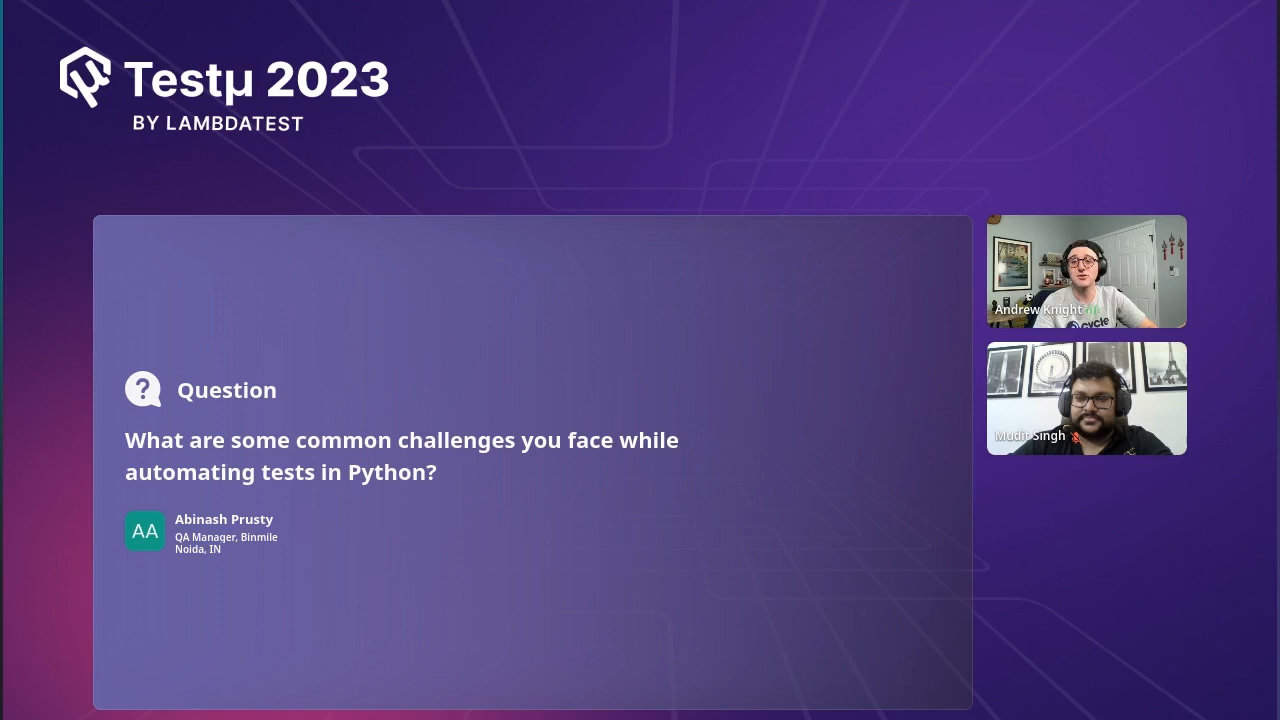 Testµ 2023
BY LAMBDATEST
Question
What are some common challenges you face while
automating tests in Python?
AA
Abinash Prusty
QA Manager, Binmile
Noida, IN
Andrew Knight
cycle
Mudit Singh